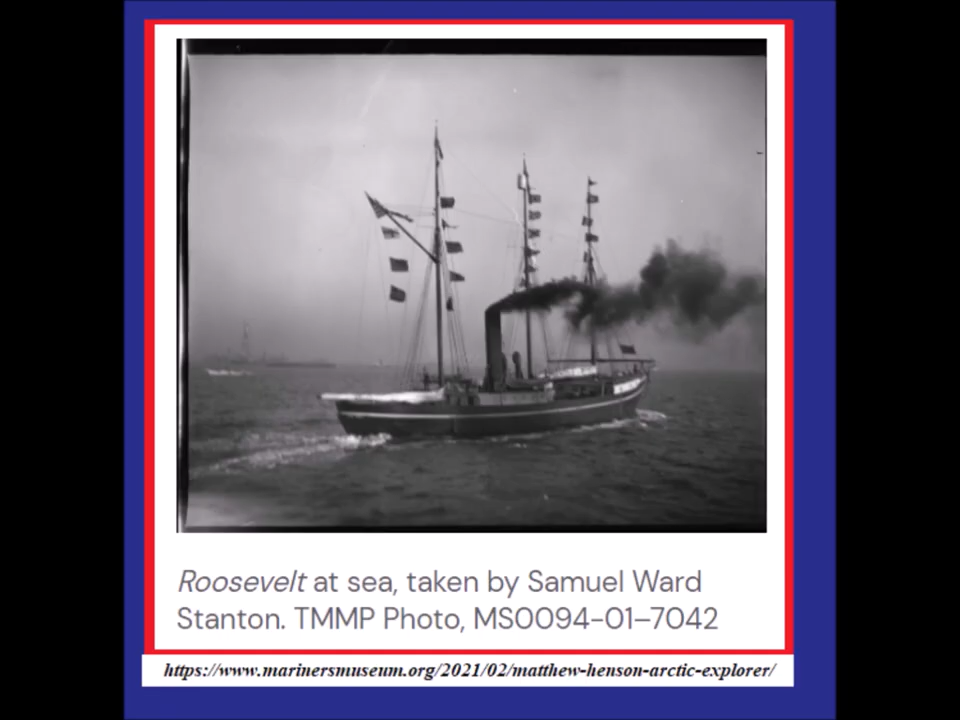 Roosevelt at sea, taken by Samuel Ward
Stanton. TMMP Photo, MS0094-01–7042
https://www.marinersmuseum.org/2021/02/matthew-henson-arctic-explorer/